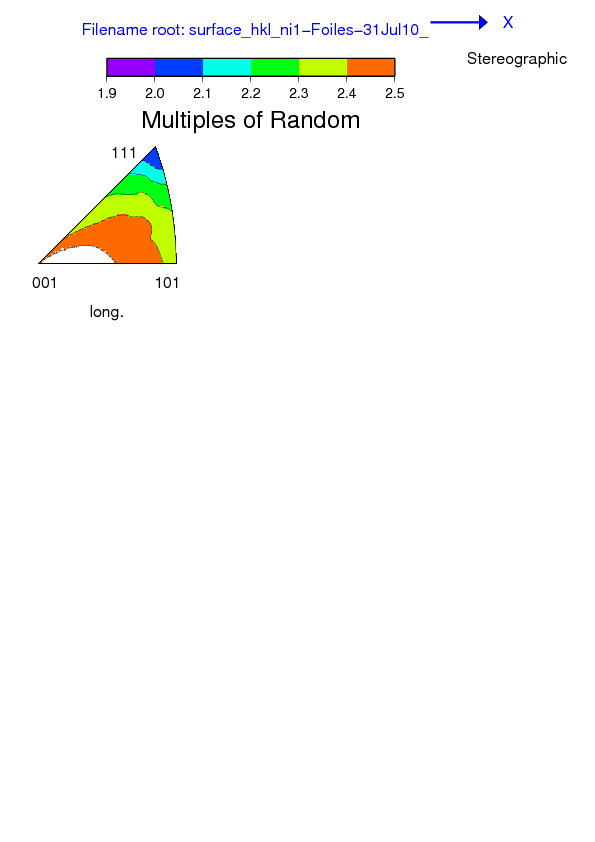 Filename root: surface_hkl_ni1-Foiles-31Jul10_
X
Stereographic
1.9 2.0 2.1 2.2 2.3 2.4 2.5
Multiples of Random
111
001 101
long.